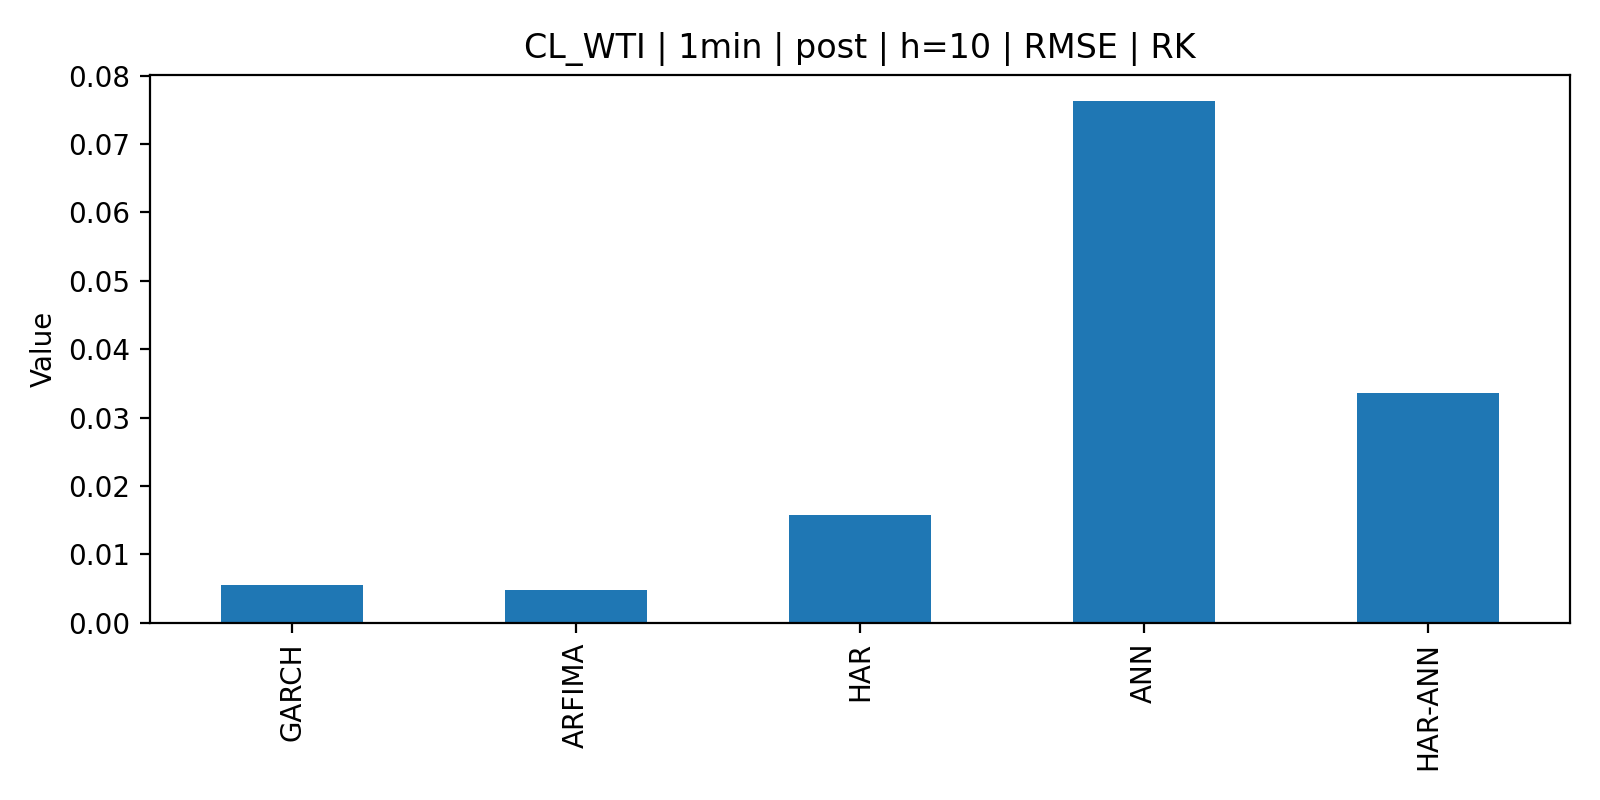 CL_WTI | 1min | post | h=10 | RMSE | RK
0.08
0.07
0.06
0.05
0.04
0.03
0.02
0.01
0.00
Value
GARCH
ARFIMA
HAR
ANN
HAR-ANN